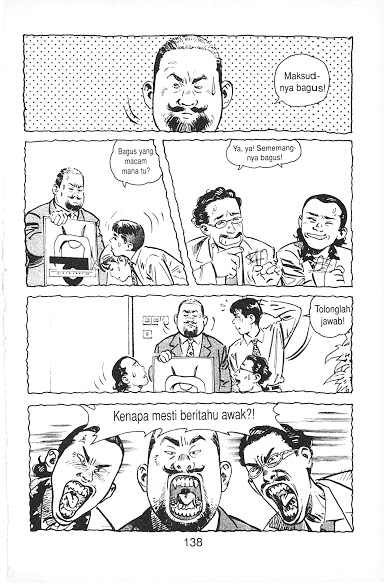 Maksud-
nya bagus!
Bagus yang
macam
mana tu?
Ya, ya! Sememang-
nya bagus!
Tolonglah
jawab!
Kenapa mesti beritahu awak?!
138